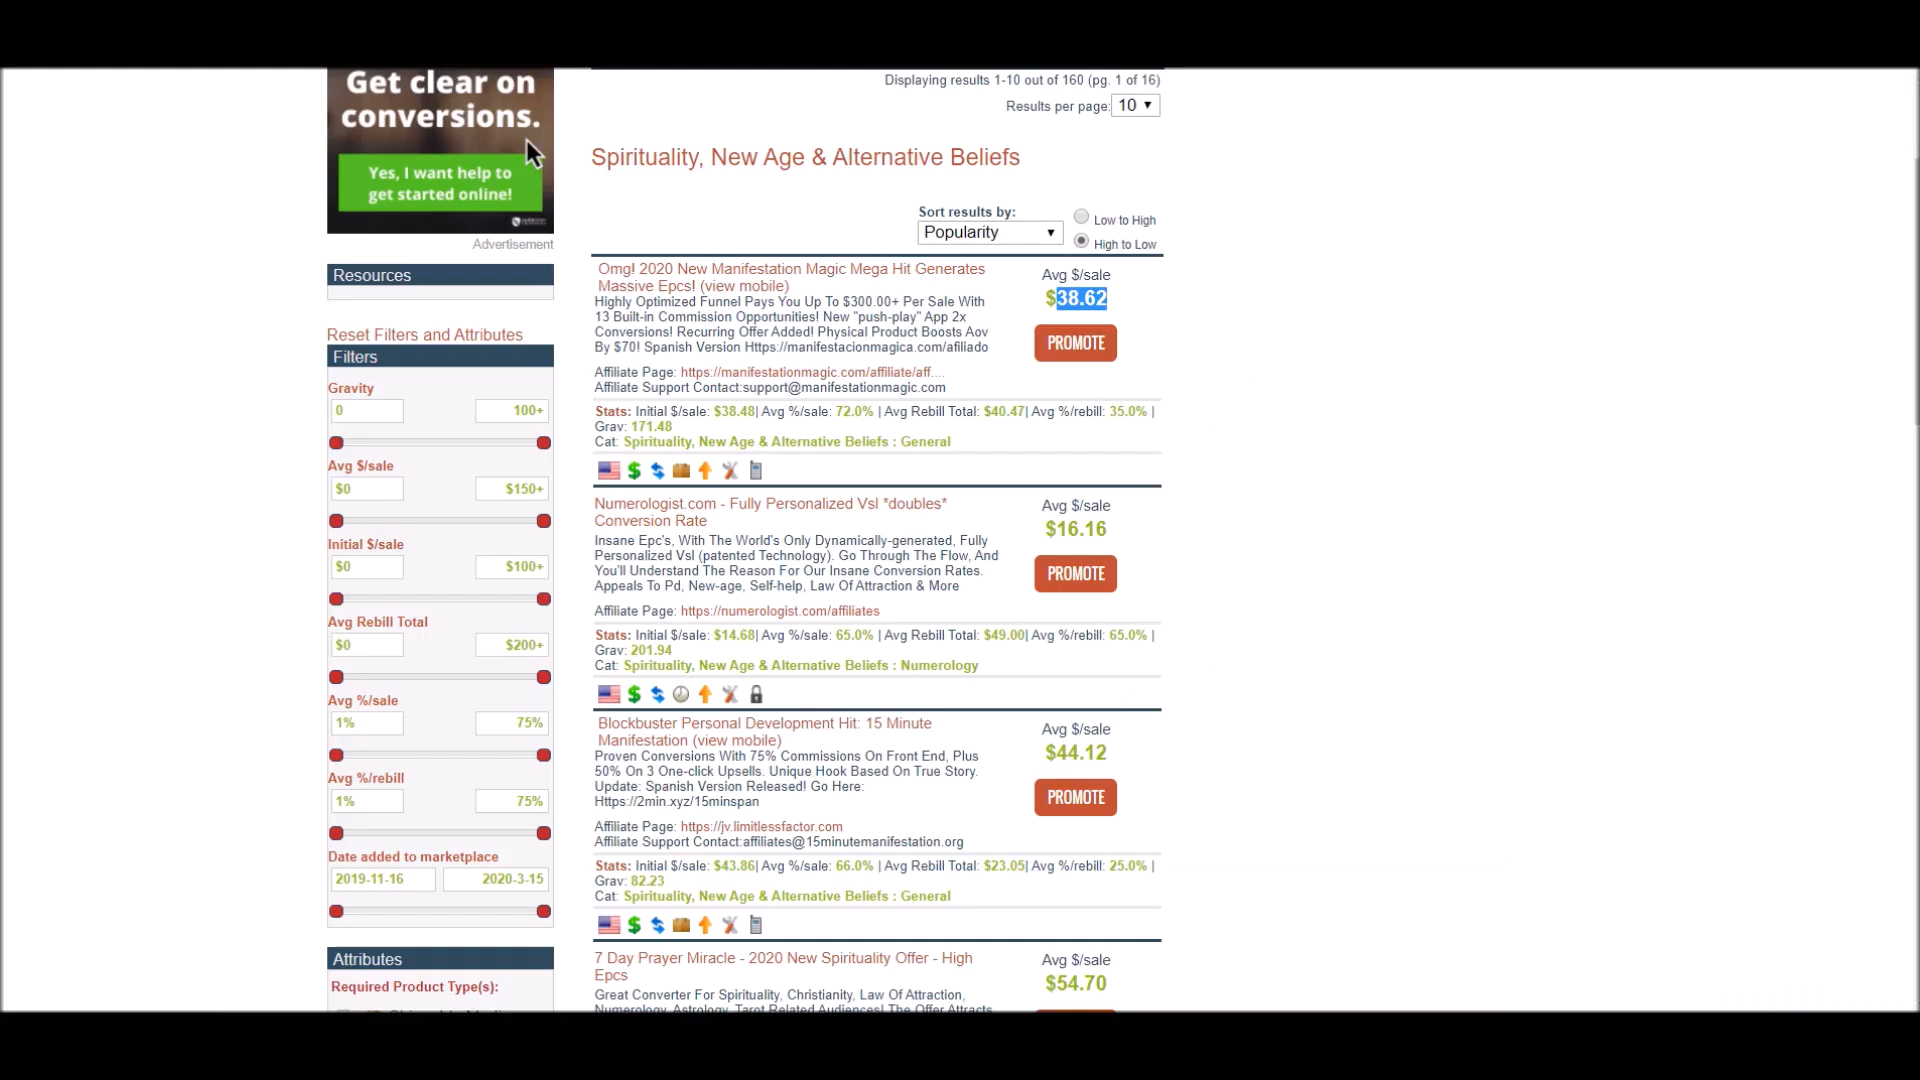 Get clear on
conversions.
Yes, I want help to
get started online!
Advertisement
Resources
Reset Filters and Attributes
Filters
Gravity
0 100+
Avg $/sale
$0 $150+
Initial $/sale
$0 $100+
Avg Rebill Total
$0 $200+
Avg %/sale
1% 75%
Avg %/rebill
1% 75%
Date added to marketplace
2019-11-16 2020-3-15
Attributes
Required Product Type(s):
Displaying results 1-10 out of 160 (pg. 1 of 16)
Results per page: 10
Spirituality, New Age & Alternative Beliefs
Sort results by:
Popularity
Low to High
High to Low
Omg! 2020 New Manifestation Magic Mega Hit Generates
Massive Epcs! (view mobile)
Highly Optimized Funnel Pays You Up To $300.00+ Per Sale With
13 Built-in Commission Opportunities! New "push-play" App 2x
Conversions! Recurring Offer Added! Physical Product Boosts Aov
By $70! Spanish Version Https://manifestacionmagica.com/afiliado
Avg $/sale
$38.62
PROMOTE
Affiliate Page: https://manifestationmagic.com/affiliate/aff....
Affiliate Support Contact:support@manifestationmagic.com
Stats: Initial $/sale: $38.48| Avg %/sale: 72.0% | Avg Rebill Total: $40.47| Avg %/rebill: 35.0% |
Grav: 171.48
Cat: Spirituality, New Age & Alternative Beliefs : General
Numerologist.com - Fully Personalized Vsl *doubles*
Conversion Rate
Insane Epc's, With The World's Only Dynamically-generated, Fully
Personalized Vsl (patented Technology). Go Through The Flow, And
You'll Understand The Reason For Our Insane Conversion Rates.
Appeals To Pd, New-age, Self-help, Law Of Attraction & More
Avg $/sale
$16.16
PROMOTE
Affiliate Page: https://numerologist.com/affiliates
Stats: Initial $/sale: $14.68| Avg %/sale: 65.0% | Avg Rebill Total: $49.00| Avg %/rebill: 65.0% |
Grav: 201.94
Cat: Spirituality, New Age & Alternative Beliefs : Numerology
Blockbuster Personal Development Hit: 15 Minute
Manifestation (view mobile)
Proven Conversions With 75% Commissions On Front End, Plus
50% On 3 One-click Upsells. Unique Hook Based On True Story.
Update: Spanish Version Released! Go Here:
Https://2min.xyz/15minspan
Avg $/sale
$44.12
PROMOTE
Affiliate Page: https://jv.limitlessfactor.com
Affiliate Support Contact:affiliates@15minutemanifestation.org
Stats: Initial $/sale: $43.86| Avg %/sale: 66.0% | Avg Rebill Total: $23.05| Avg %/rebill: 25.0% |
Grav: 82.23
Cat: Spirituality, New Age & Alternative Beliefs : General
7 Day Prayer Miracle - 2020 New Spirituality Offer - High
Epcs
Great Converter For Spirituality, Christianity, Law Of Attraction,
Numerology, Astrology, Tarot Related Audiences! The Offer Attracts
Avg $/sale
$54.70